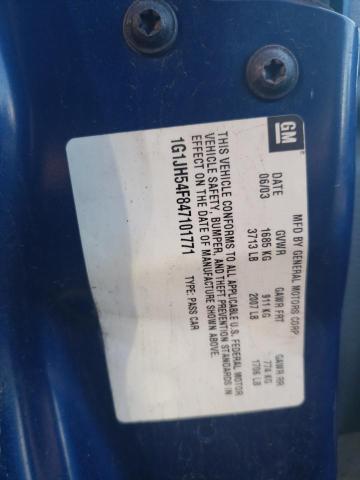 GM
MFD BY GENERAL MOTORS CORP
DATE GVWR GAWR FRT GAWR RR
06/03 1685 KG 911 KG 774 KG
3713 LB 2007 LB 1706 LB
THIS VEHICLE CONFORMS TO ALL APPLICABLE U.S. FEDERAL MOTOR
VEHICLE SAFETY, BUMPER, AND THEFT PREVENTION STANDARDS IN
EFFECT ON THE DATE OF MANUFACTURE SHOWN ABOVE.
1G1JH54F847101771 TYPE: PASS CAR